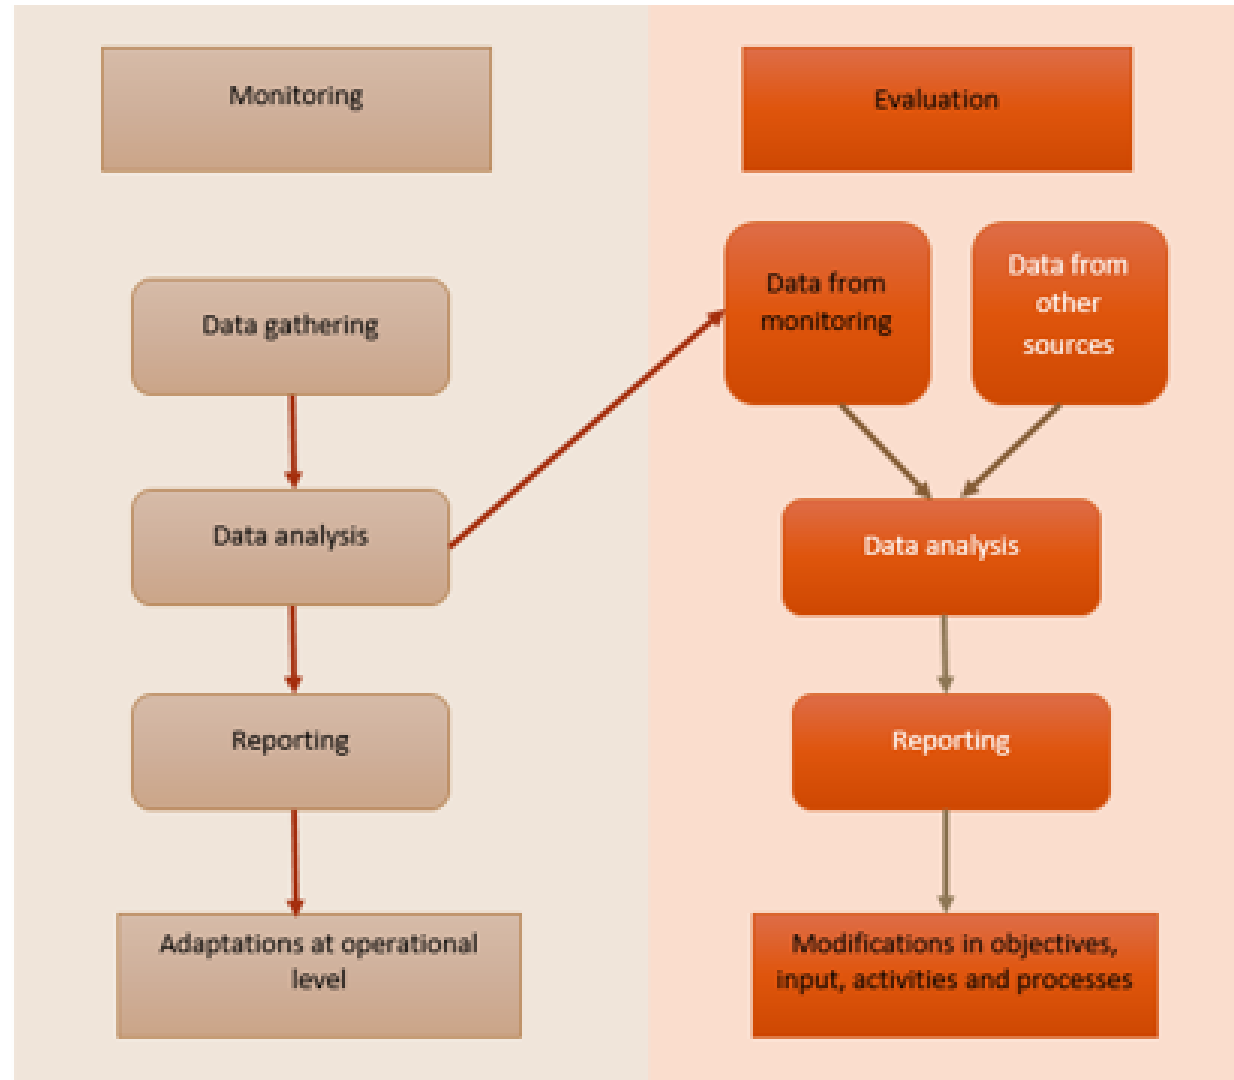 Monitoring
Data gathering
Data analysis
Reporting
Adaptations at operational
level
Evaluation
Data from
monitoring
Data from
other
sources
Data analysis
Reporting
Modifications in objectives,
input, activities and processes